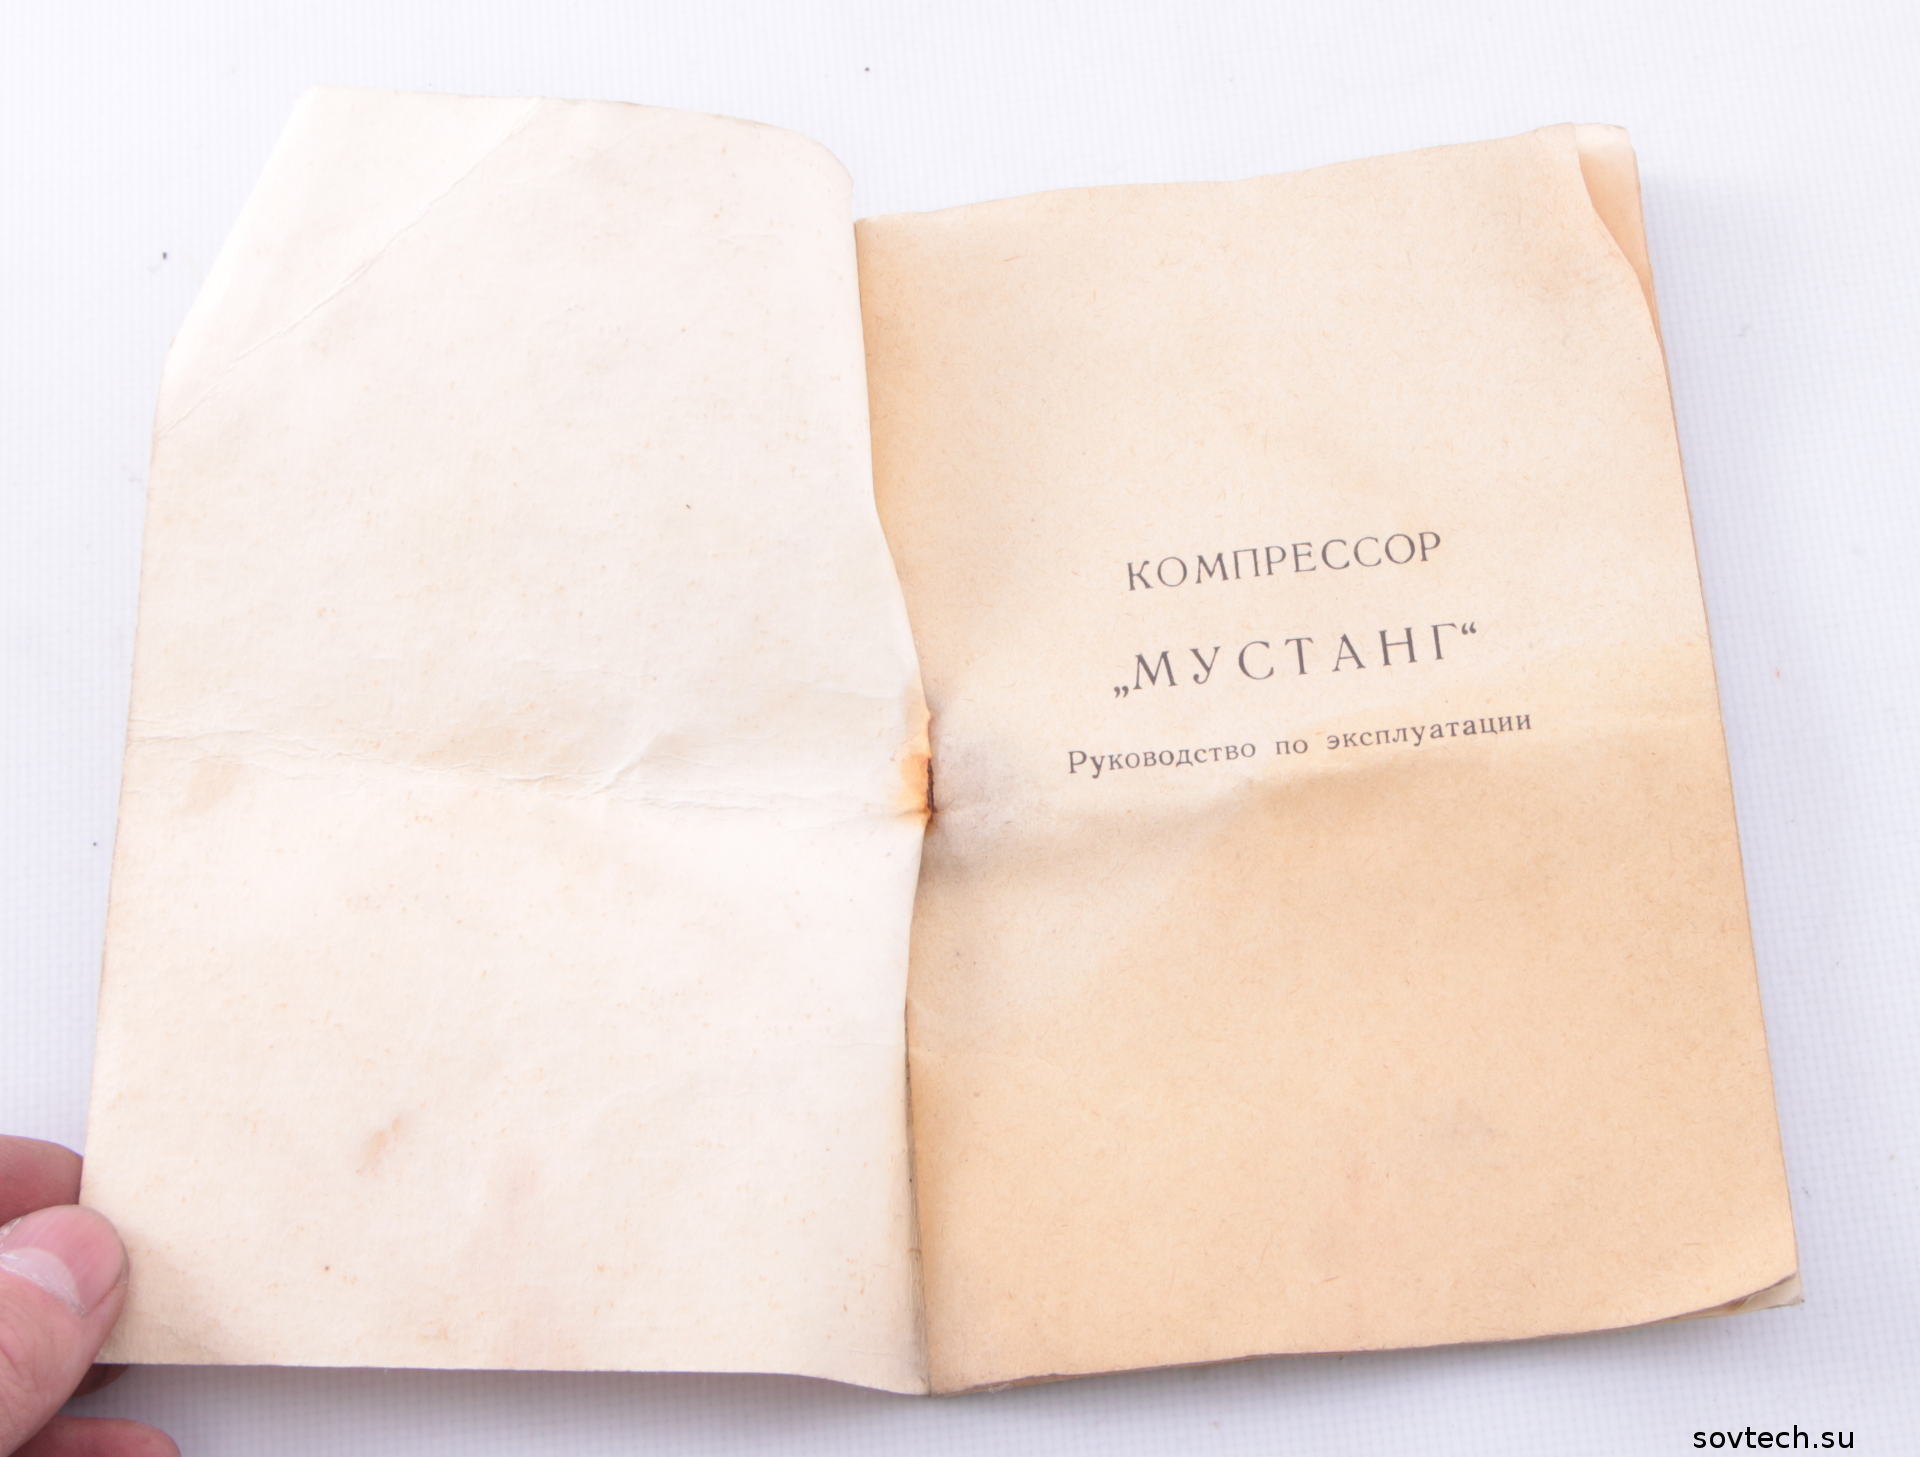 КОМПРЕССОР
„МУСТАНГ“
Руководство по эксплуатации
sovtech.su